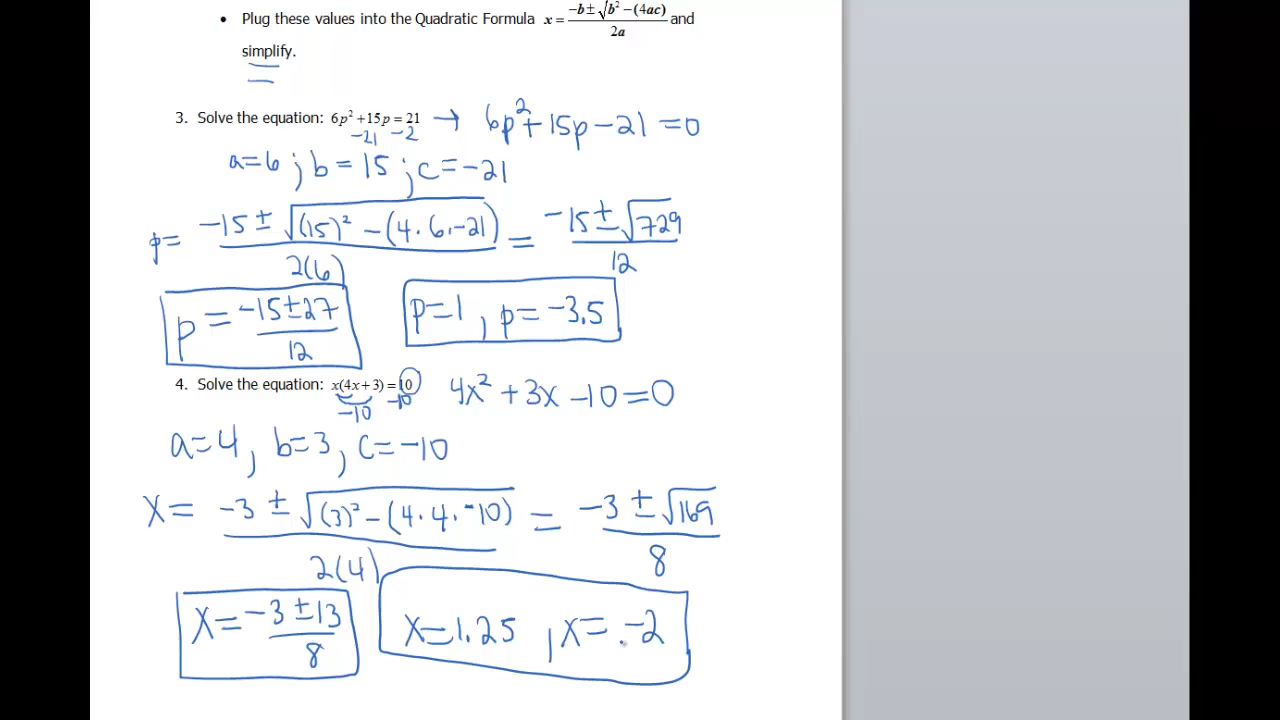 • Plug these values into the Quadratic Formula x = (-b ± √(b² - (4ac))) / 2a and
simplify.
3. Solve the equation: 6p² + 15p = 21 → 6p² + 15p - 21 = 0
-21 -2
a = 6 ; b = 15 ; c = -21
p = (-15 ± √((15)² - (4 · 6 · -21))) / 2(6) = (-15 ± √729) / 12
p = (-15 ± 27) / 12 p = 1 , p = -3.5
4. Solve the equation: x(4x + 3) = 10 4x² + 3x - 10 = 0
-10 -10
a = 4 , b = 3 , c = -10
x = (-3 ± √((3)² - (4 · 4 · -10))) / 2(4) = (-3 ± √169) / 8
x = (-3 ± 13) / 8 x = 1.25 , x = -2